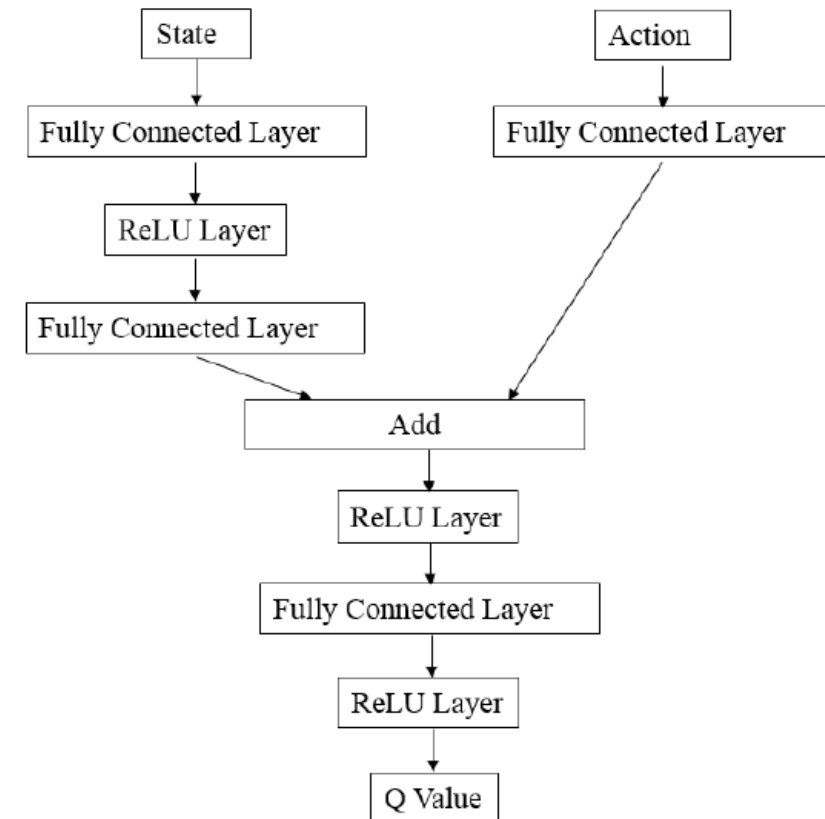 State
Action
Fully Connected Layer
Fully Connected Layer
ReLU Layer
Fully Connected Layer
Add
ReLU Layer
Fully Connected Layer
ReLU Layer
Q Value